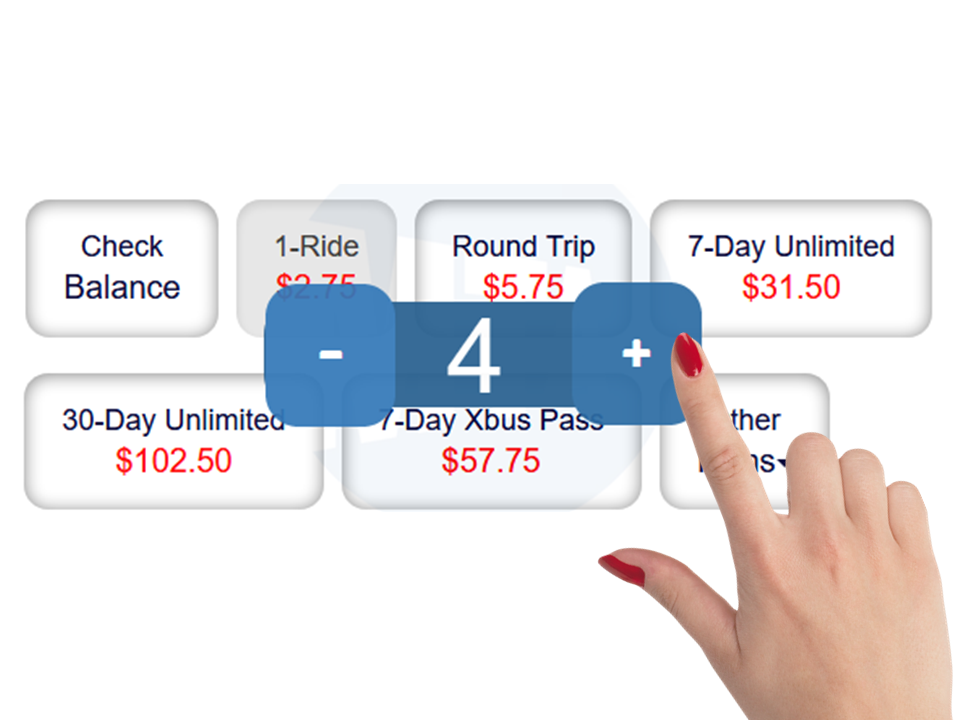 Check
Balance
1-Ride
$2.75
Round Trip
$5.75
7-Day Unlimited
$31.50
- 4 +
30-Day Unlimited
$102.50
7-Day Xbus Pass
$57.75